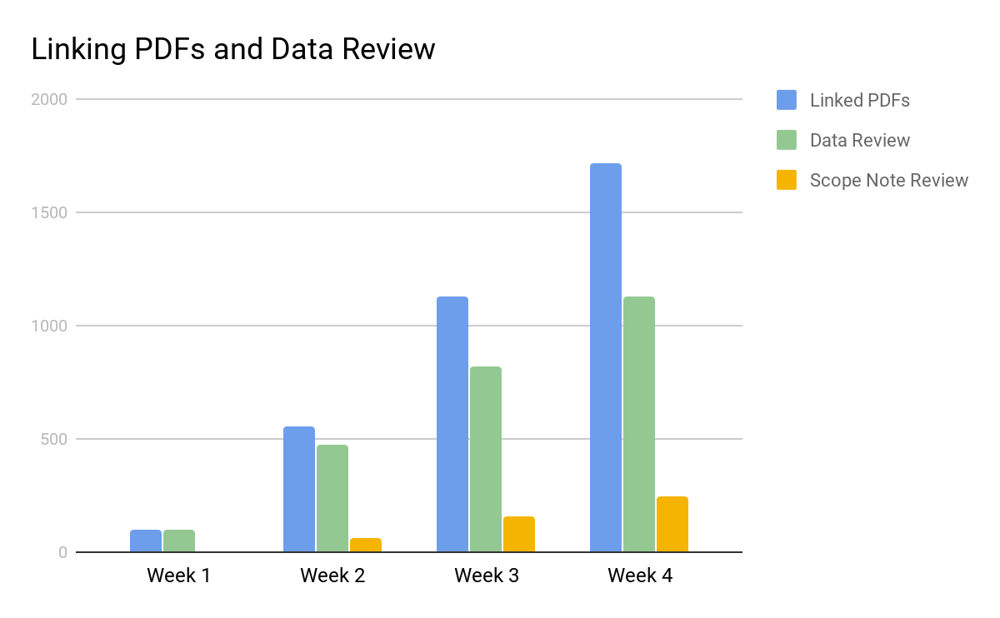 Linking PDFs and Data Review
2000
1500
1000
500
0
Week 1
Week 2
Week 3
Week 4
Linked PDFs
Data Review
Scope Note Review